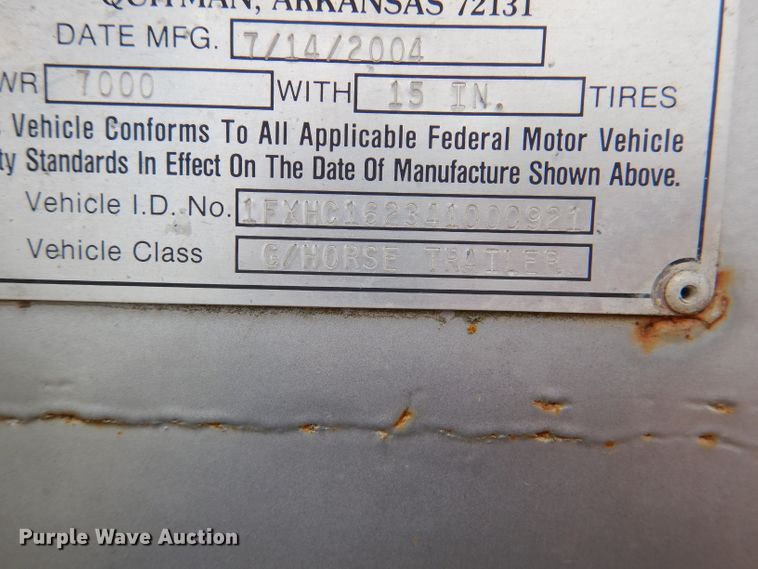 QUITMAN, ARKANSAS 72131
DATE MFG. 7/14/2004
WR 7000 WITH 15 IN. TIRES
Vehicle Conforms To All Applicable Federal Motor Vehicle
ty Standards In Effect On The Date Of Manufacture Shown Above.
Vehicle I.D. No. 1FXHC162341000921
Vehicle Class G/HORSE TRAILER
Purple Wave Auction